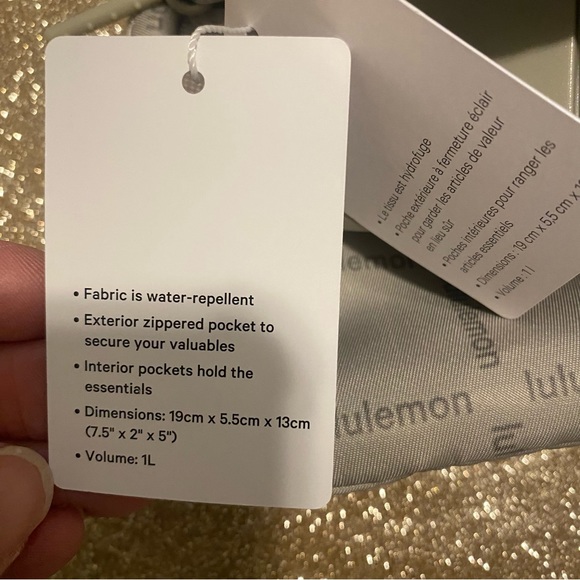 • Fabric is water-repellent
• Exterior zippered pocket to
secure your valuables
• Interior pockets hold the
essentials
• Dimensions: 19cm x 5.5cm x 13cm
(7.5" x 2" x 5")
• Volume: 1L
• Le tissu est hydrofuge
• Poche extérieure à fermeture éclair
pour garder les articles de valeur
en lieu sûr
• Poches intérieures pour ranger les
articles essentiels
• Dimensions : 19 cm x 5.5 cm x
• Volume : 1 l
lulemon